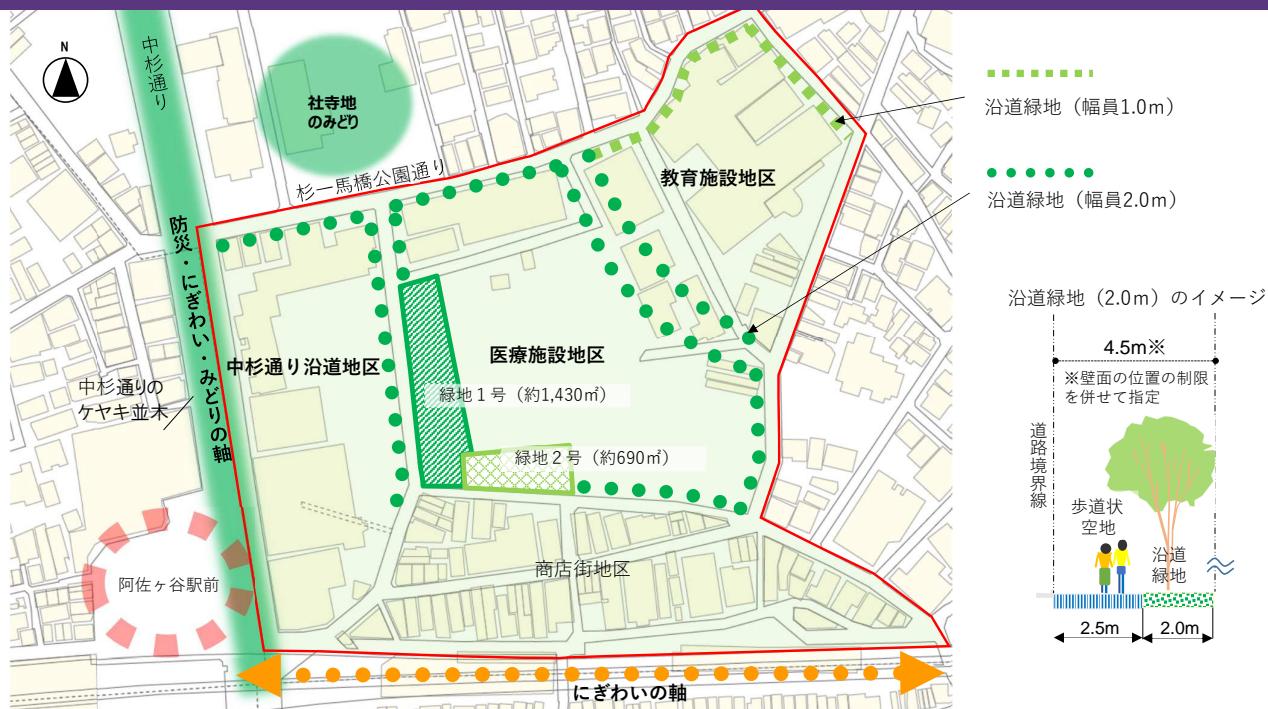 N
中杉通り
社寺地
のみどり
杉一馬橋公園通り
教育施設地区
防災・にぎわい・みどりの軸
中杉通り沿道地区
医療施設地区
中杉通りの
ケヤキ並木
緑地１号（約1,430㎡）
緑地２号（約690㎡）
商店街地区
阿佐ヶ谷駅前
にぎわいの軸
沿道緑地（幅員1.0ｍ）
沿道緑地（幅員2.0ｍ）
沿道緑地（2.0ｍ）のイメージ
4.5m※
※壁面の位置の制限
を併せて指定
道路境界線
歩道状
空地
沿道
緑地
2.5m
2.0m